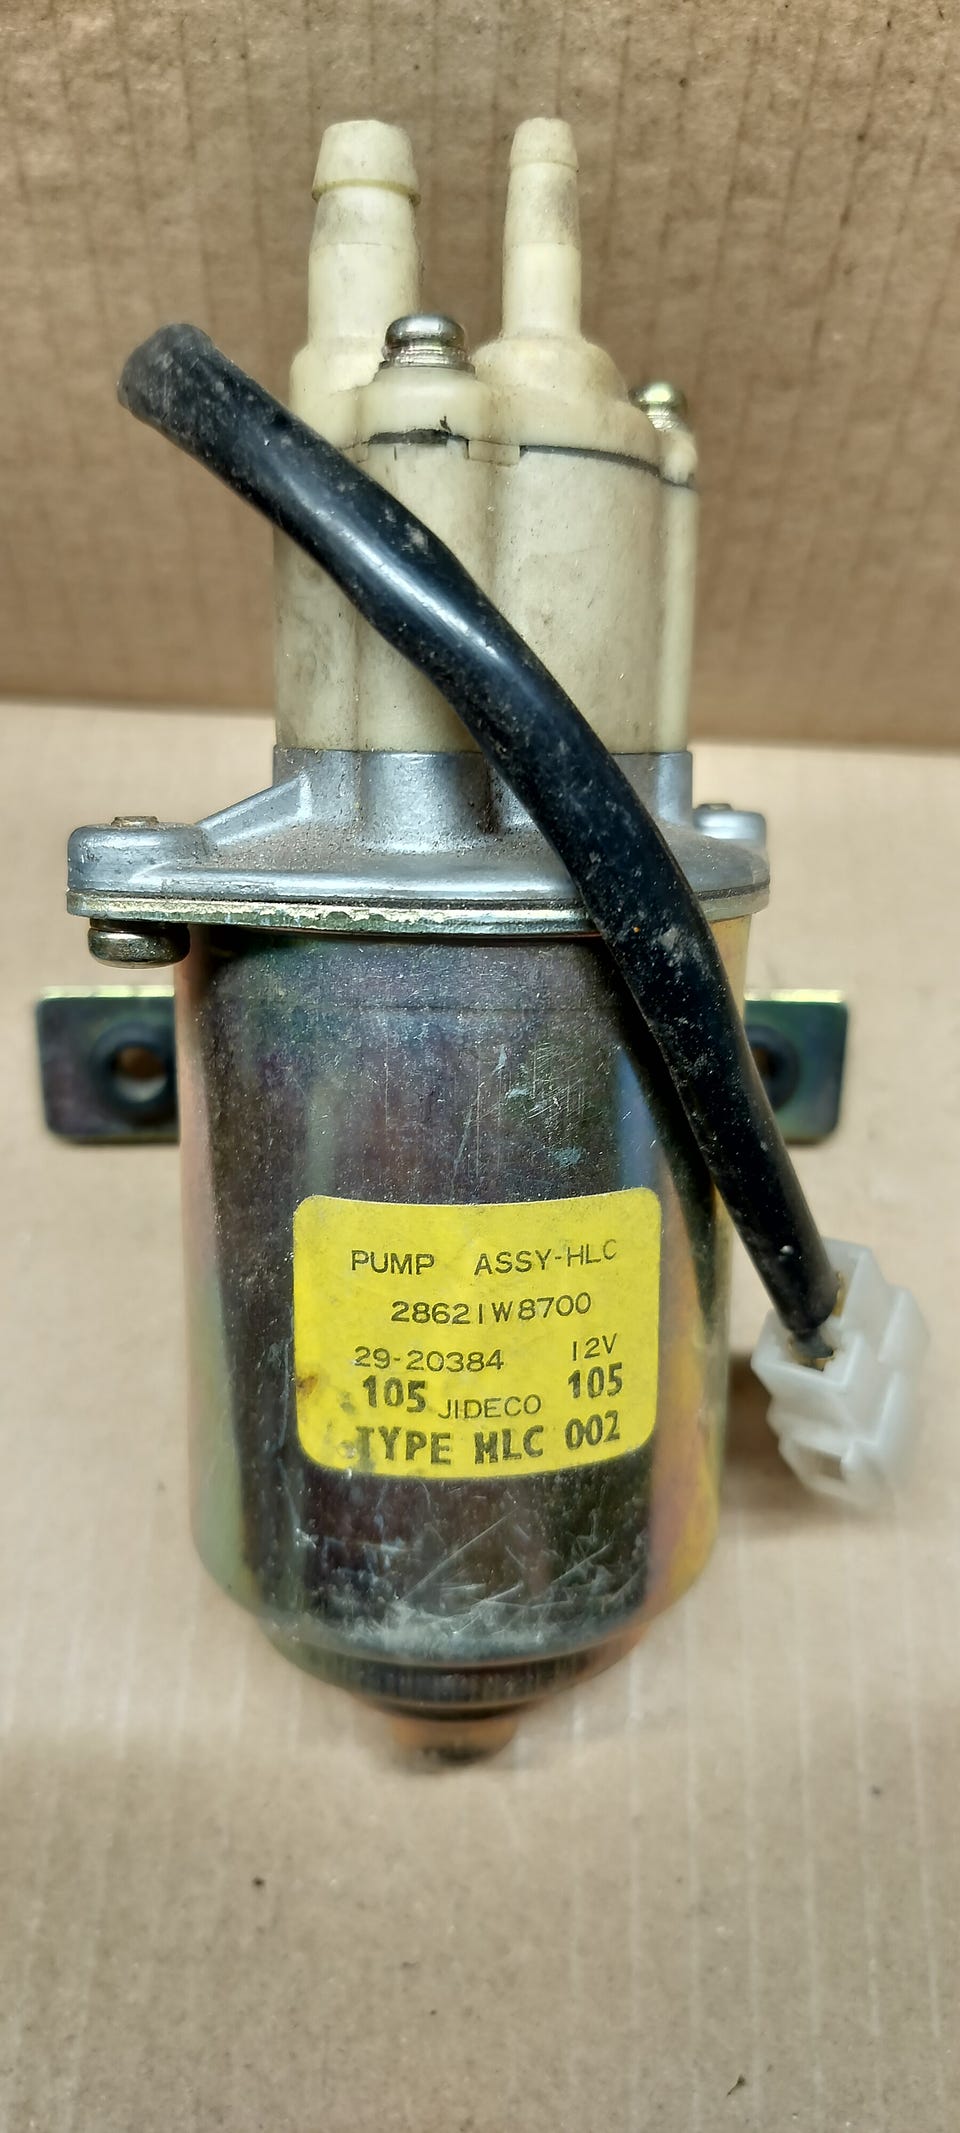 PUMP ASSY-HLC
28621W8700
29-20384 12V
105 JIDECO 105
TYPE HLC 002